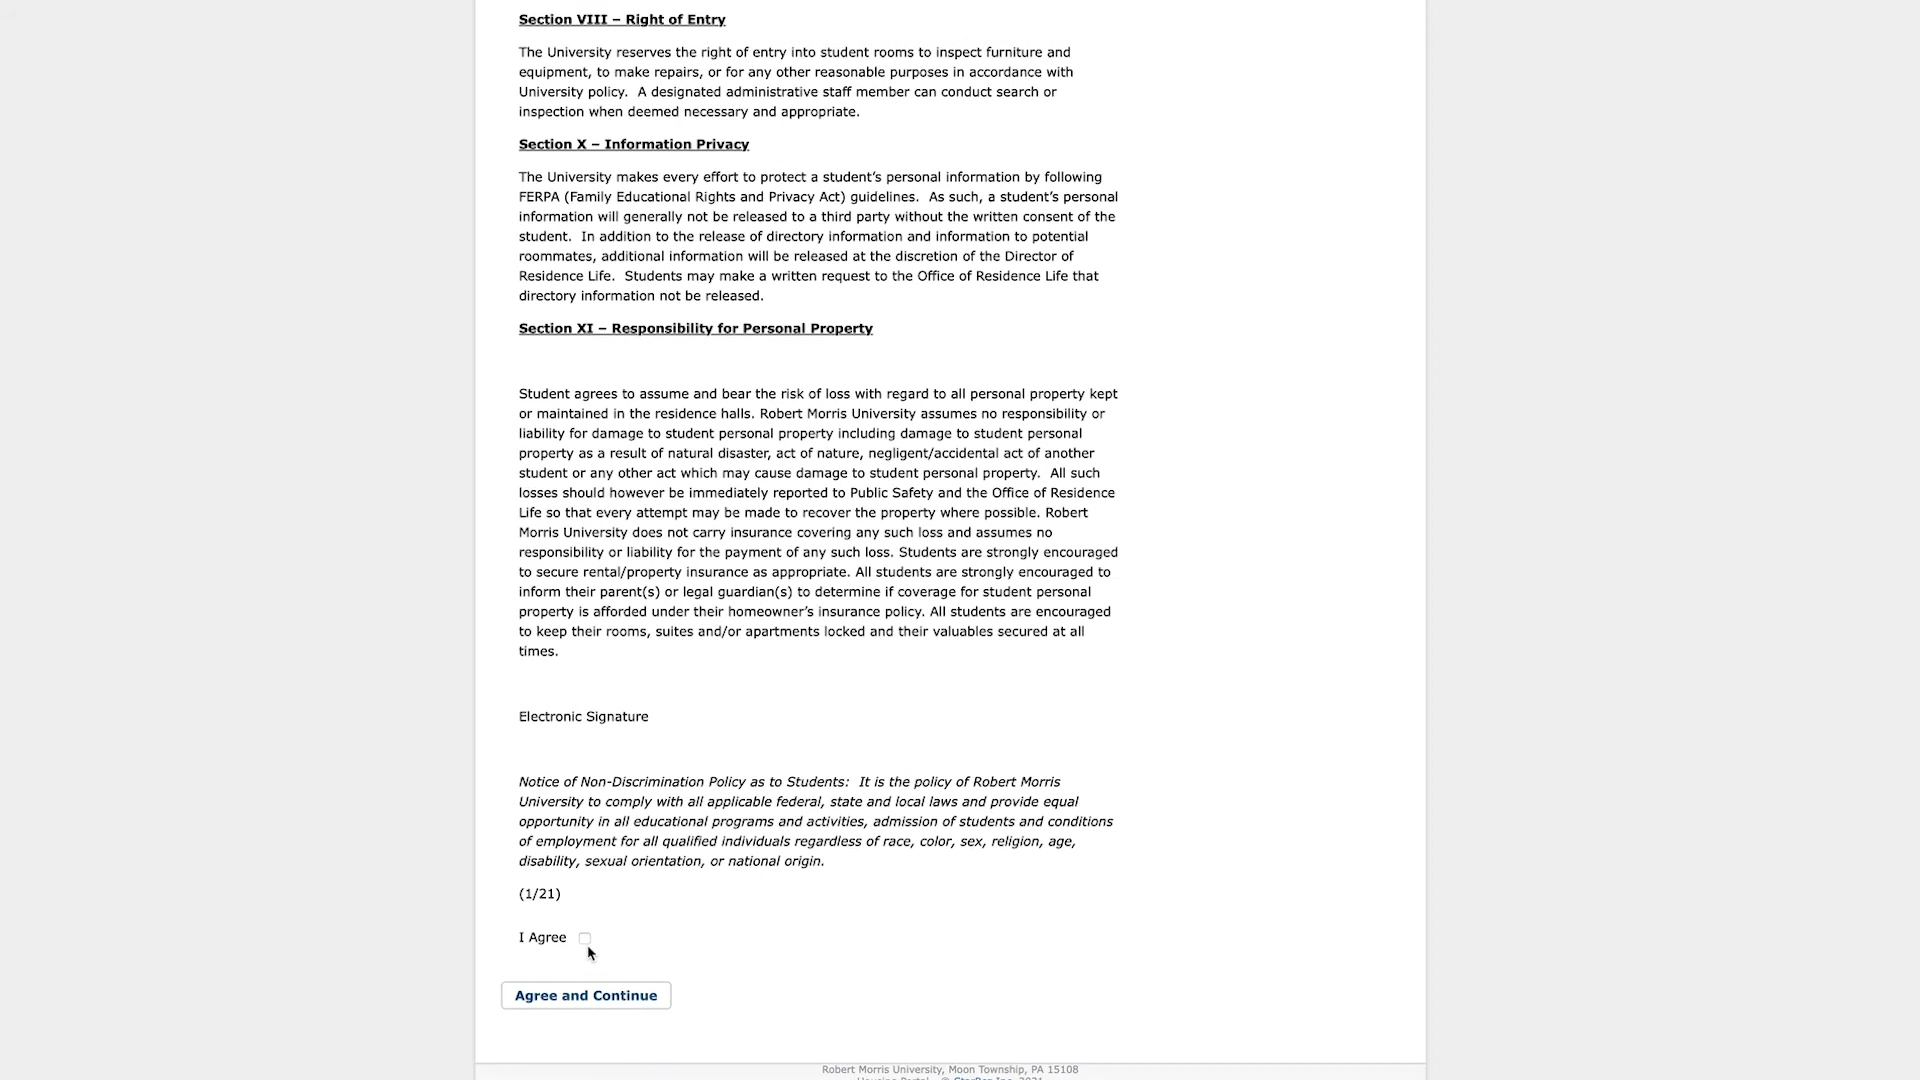 Section VIII – Right of Entry
The University reserves the right of entry into student rooms to inspect furniture and
equipment, to make repairs, or for any other reasonable purposes in accordance with
University policy.  A designated administrative staff member can conduct search or
inspection when deemed necessary and appropriate.
Section X – Information Privacy
The University makes every effort to protect a student’s personal information by following
FERPA (Family Educational Rights and Privacy Act) guidelines.  As such, a student’s personal
information will generally not be released to a third party without the written consent of the
student.  In addition to the release of directory information and information to potential
roommates, additional information will be released at the discretion of the Director of
Residence Life.  Students may make a written request to the Office of Residence Life that
directory information not be released.
Section XI – Responsibility for Personal Property
Student agrees to assume and bear the risk of loss with regard to all personal property kept
or maintained in the residence halls. Robert Morris University assumes no responsibility or
liability for damage to student personal property including damage to student personal
property as a result of natural disaster, act of nature, negligent/accidental act of another
student or any other act which may cause damage to student personal property.  All such
losses should however be immediately reported to Public Safety and the Office of Residence
Life so that every attempt may be made to recover the property where possible. Robert
Morris University does not carry insurance covering any such loss and assumes no
responsibility or liability for the payment of any such loss. Students are strongly encouraged
to secure rental/property insurance as appropriate. All students are strongly encouraged to
inform their parent(s) or legal guardian(s) to determine if coverage for student personal
property is afforded under their homeowner’s insurance policy. All students are encouraged
to keep their rooms, suites and/or apartments locked and their valuables secured at all
times.
Electronic Signature
Notice of Non-Discrimination Policy as to Students:  It is the policy of Robert Morris
University to comply with all applicable federal, state and local laws and provide equal
opportunity in all educational programs and activities, admission of students and conditions
of employment for all qualified individuals regardless of race, color, sex, religion, age,
disability, sexual orientation, or national origin.
(1/21)
I Agree
Agree and Continue
Robert Morris University, Moon Township, PA 15108